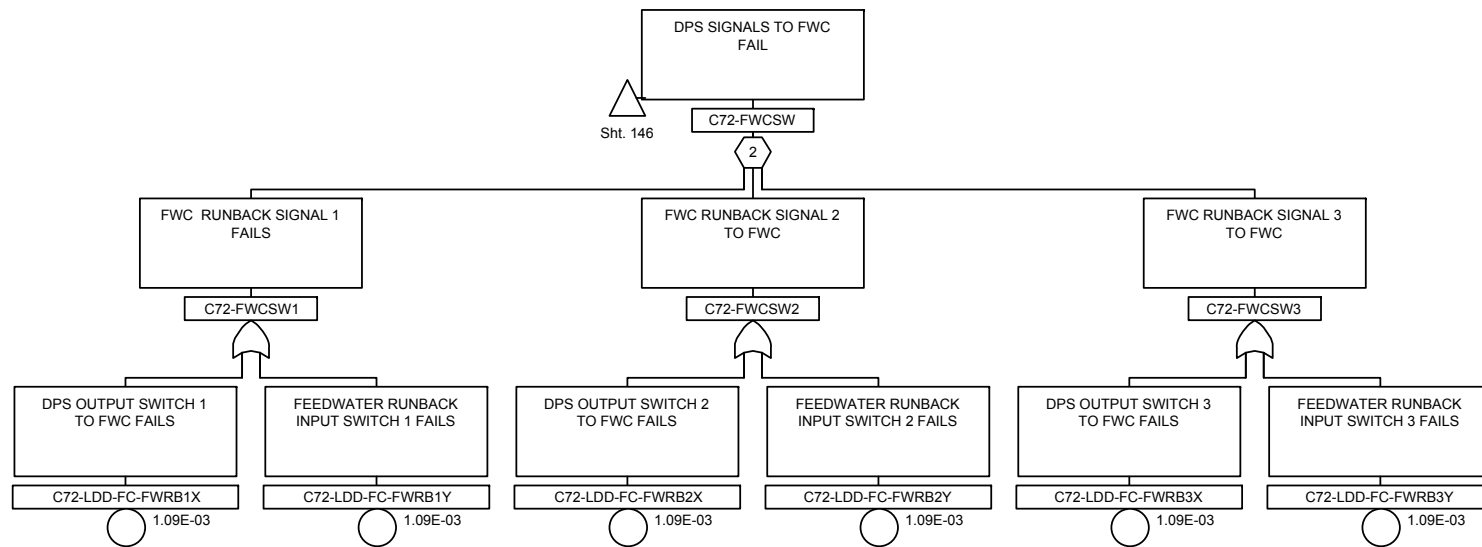 DPS SIGNALS TO FWC
FAIL
Sht. 146
C72-FWCSW
2
FWC RUNBACK SIGNAL 1
FAILS
FWC RUNBACK SIGNAL 2
TO FWC
FWC RUNBACK SIGNAL 3
TO FWC
C72-FWCSW1
C72-FWCSW2
C72-FWCSW3
DPS OUTPUT SWITCH 1
TO FWC FAILS
FEEDWATER RUNBACK
INPUT SWITCH 1 FAILS
DPS OUTPUT SWITCH 2
TO FWC FAILS
FEEDWATER RUNBACK
INPUT SWITCH 2 FAILS
DPS OUTPUT SWITCH 3
TO FWC FAILS
FEEDWATER RUNBACK
INPUT SWITCH 3 FAILS
C72-LDD-FC-FWRB1X
C72-LDD-FC-FWRB1Y
C72-LDD-FC-FWRB2X
C72-LDD-FC-FWRB2Y
C72-LDD-FC-FWRB3X
C72-LDD-FC-FWRB3Y
1.09E-03
1.09E-03
1.09E-03
1.09E-03
1.09E-03
1.09E-03